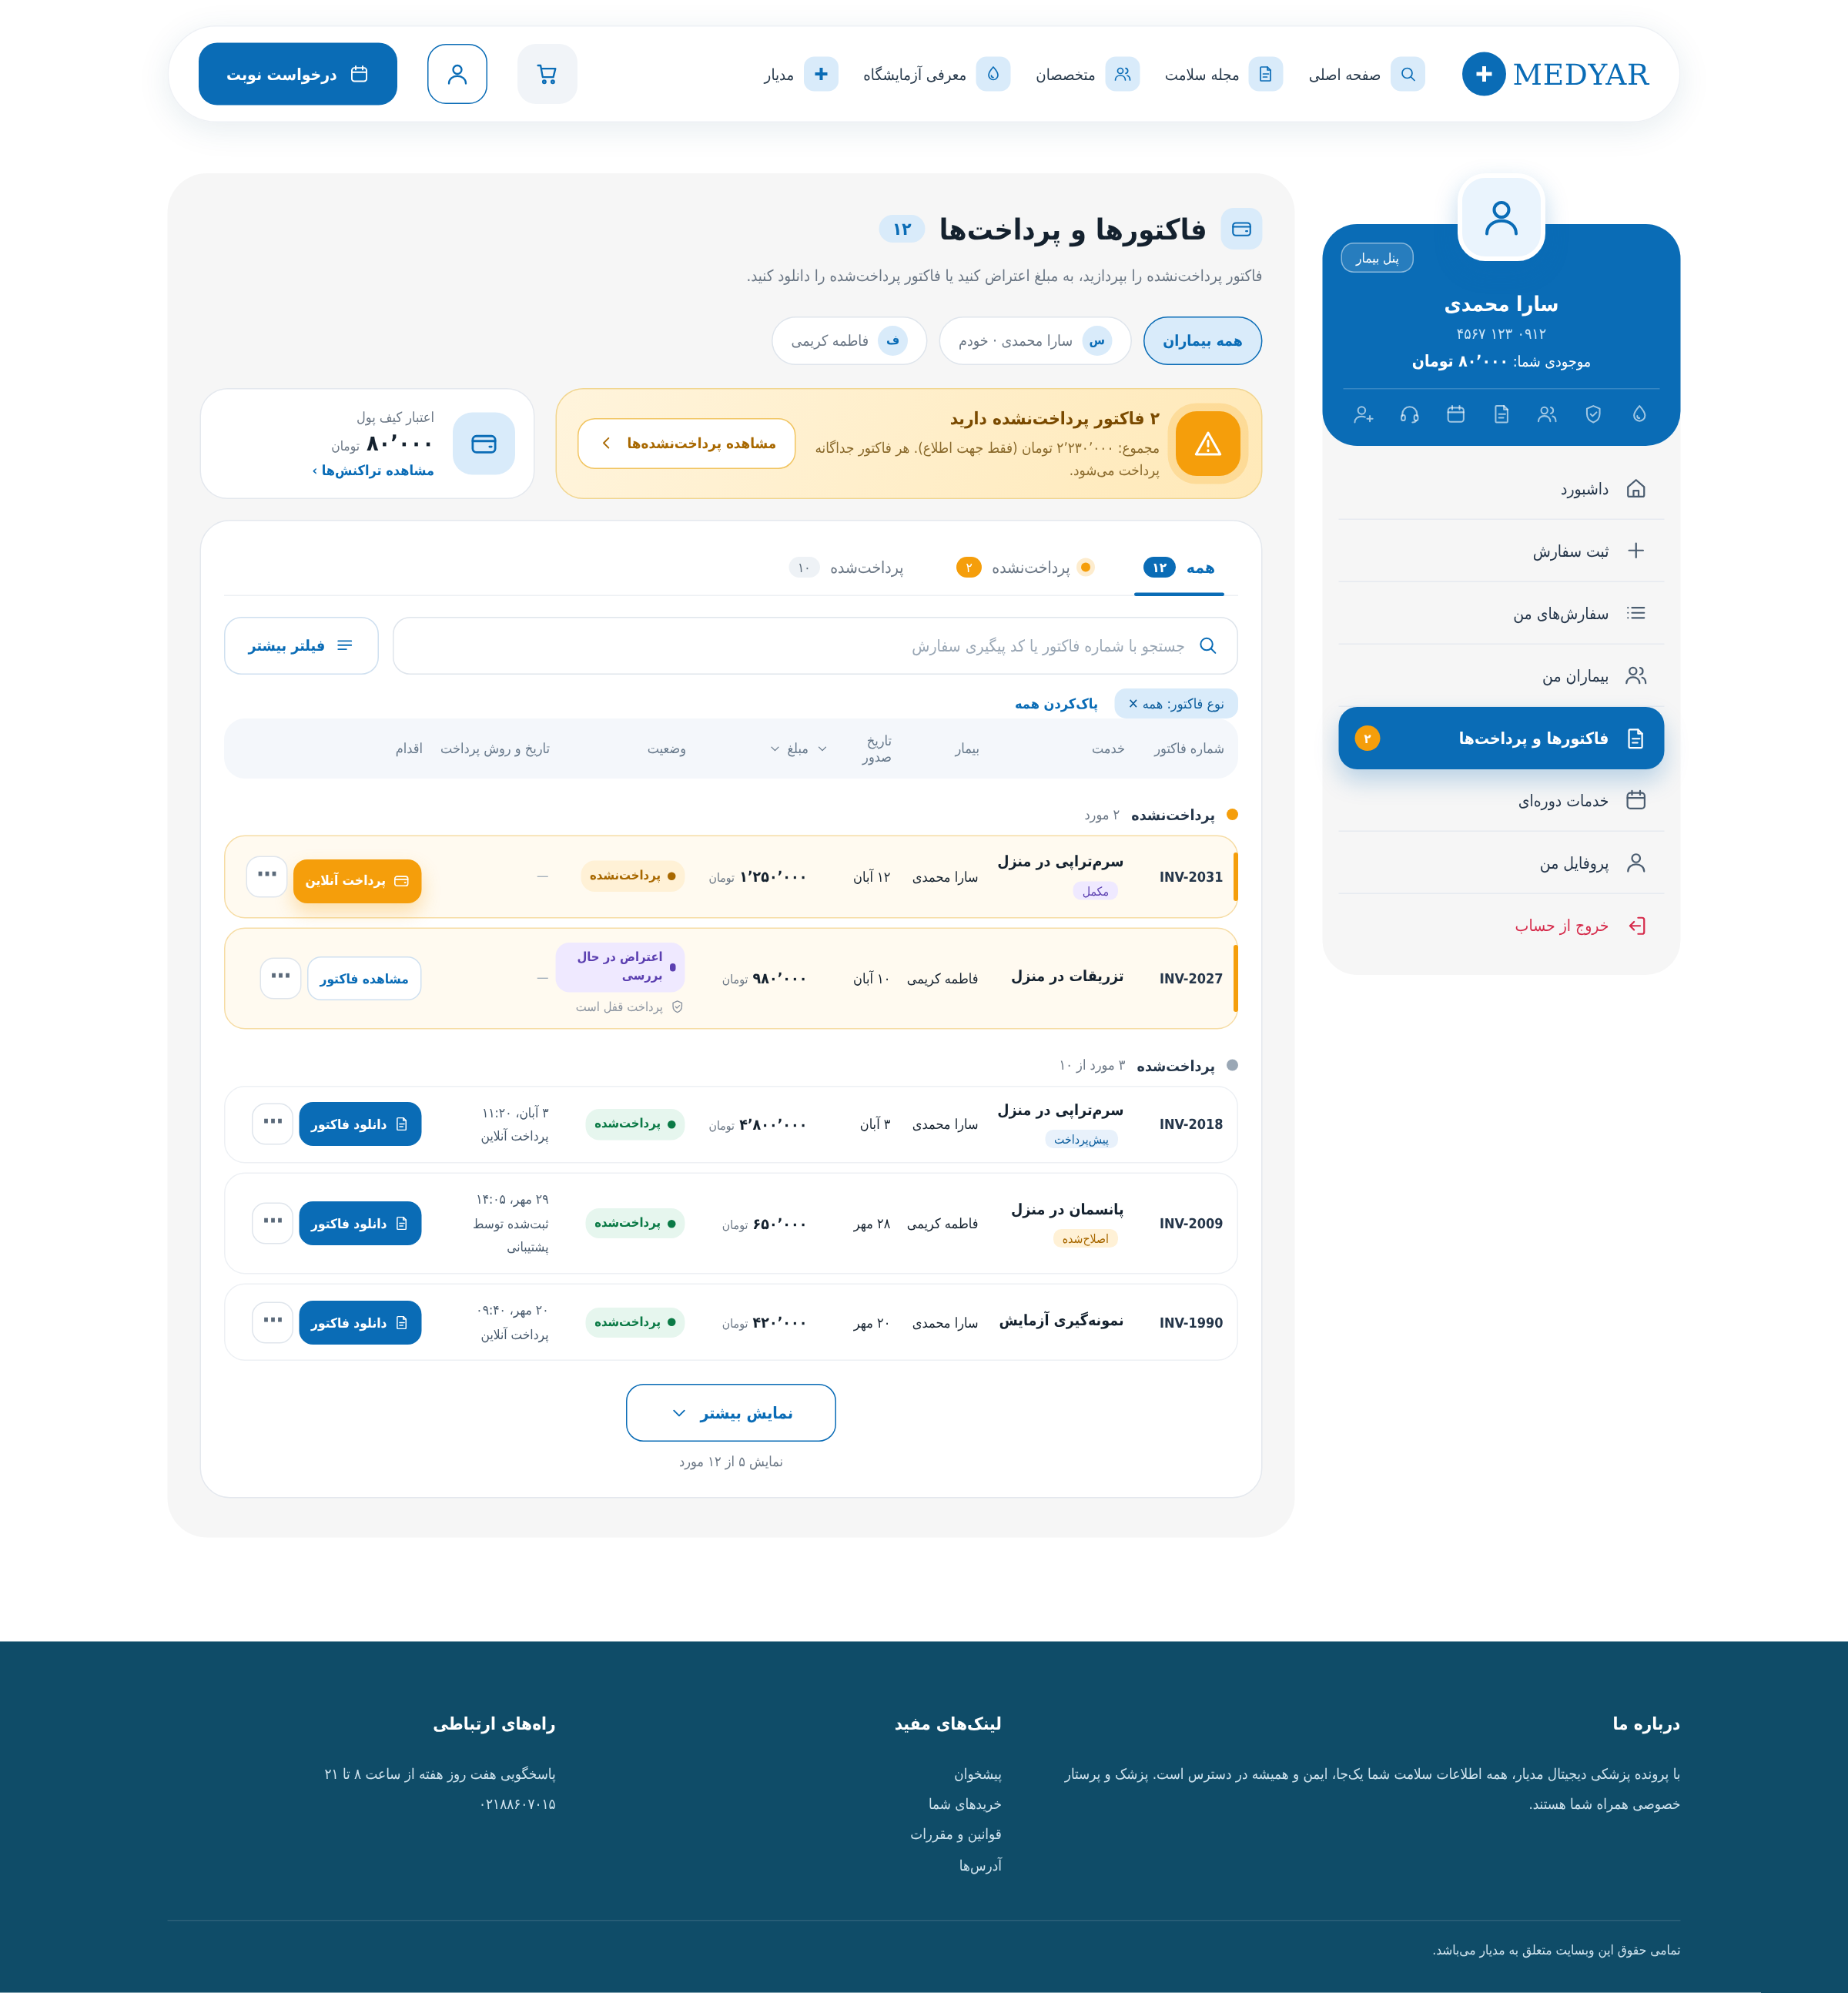 MEDYAR
صفحه اصلی
مجله سلامت
متخصصان
معرفی آزمایشگاه
مدیار
درخواست نوبت
پنل بیمار
سارا محمدی
۰۹۱۲ ۱۲۳ ۴۵۶۷
موجودی شما: ۸۰٬۰۰۰ تومان
داشبورد
ثبت سفارش
سفارش‌های من
بیماران من
فاکتورها و پرداخت‌ها ۲
خدمات دوره‌ای
پروفایل من
خروج از حساب
فاکتورها و پرداخت‌ها ۱۲
فاکتور پرداخت‌نشده را بپردازید، به مبلغ اعتراض کنید یا فاکتور پرداخت‌شده را دانلود کنید.
همه بیماران
س سارا محمدی · خودم
ف فاطمه کریمی
۲ فاکتور پرداخت‌نشده دارید
مجموع: ۲٬۲۳۰٬۰۰۰ تومان (فقط جهت اطلاع). هر فاکتور جداگانه
پرداخت می‌شود.
مشاهده پرداخت‌نشده‌ها
اعتبار کیف پول
۸۰٬۰۰۰ تومان
مشاهده تراکنش‌ها ›
همه ۱۲
پرداخت‌نشده ۲
پرداخت‌شده ۱۰
جستجو با شماره فاکتور یا کد پیگیری سفارش
فیلتر بیشتر
نوع فاکتور: همه ×
پاک‌کردن همه
شماره فاکتور
خدمت
بیمار
تاریخ
صدور
مبلغ
وضعیت
تاریخ و روش پرداخت
اقدام
پرداخت‌نشده ۲ مورد
INV-2031
سرم‌تراپی در منزل
مکمل
سارا محمدی
۱۲ آبان
۱٬۲۵۰٬۰۰۰ تومان
پرداخت‌نشده
—
پرداخت آنلاین
INV-2027
تزریقات در منزل
فاطمه کریمی
۱۰ آبان
۹۸۰٬۰۰۰ تومان
اعتراض در حال
بررسی
پرداخت قفل است
—
مشاهده فاکتور
پرداخت‌شده ۳ مورد از ۱۰
INV-2018
سرم‌تراپی در منزل
پیش‌پرداخت
سارا محمدی
۳ آبان
۴٬۸۰۰٬۰۰۰ تومان
پرداخت‌شده
۳ آبان، ۱۱:۲۰
پرداخت آنلاین
دانلود فاکتور
INV-2009
پانسمان در منزل
اصلاح‌شده
فاطمه کریمی
۲۸ مهر
۶۵۰٬۰۰۰ تومان
پرداخت‌شده
۲۹ مهر، ۱۴:۰۵
ثبت‌شده توسط
پشتیبانی
دانلود فاکتور
INV-1990
نمونه‌گیری آزمایش
سارا محمدی
۲۰ مهر
۴۲۰٬۰۰۰ تومان
پرداخت‌شده
۲۰ مهر، ۰۹:۴۰
پرداخت آنلاین
دانلود فاکتور
نمایش بیشتر
نمایش ۵ از ۱۲ مورد
درباره ما
با پرونده پزشکی دیجیتال مدیار، همه اطلاعات سلامت شما یک‌جا، ایمن و همیشه در دسترس است. پزشک و پرستار
خصوصی همراه شما هستند.
لینک‌های مفید
پیشخوان
خریدهای شما
قوانین و مقررات
آدرس‌ها
راه‌های ارتباطی
پاسخگویی هفت روز هفته از ساعت ۸ تا ۲۱
۰۲۱۸۸۶۰۷۰۱۵
تمامی حقوق این وبسایت متعلق به مدیار می‌باشد.